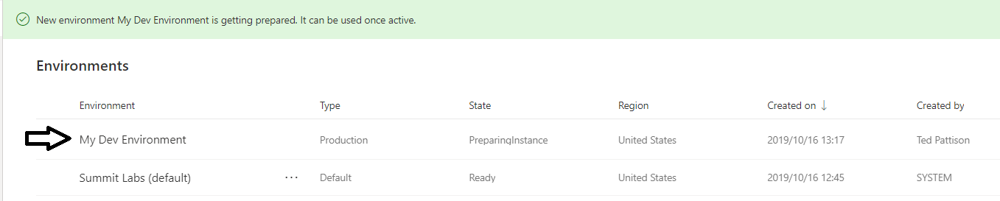 New environment My Dev Environment is getting prepared. It can be used once active.
Environments
Environment Type State Region Created on ↓ Created by
My Dev Environment Production PreparingInstance United States 2019/10/16 13:17 Ted Pattison
Summit Labs (default) ··· Default Ready United States 2019/10/16 12:45 SYSTEM